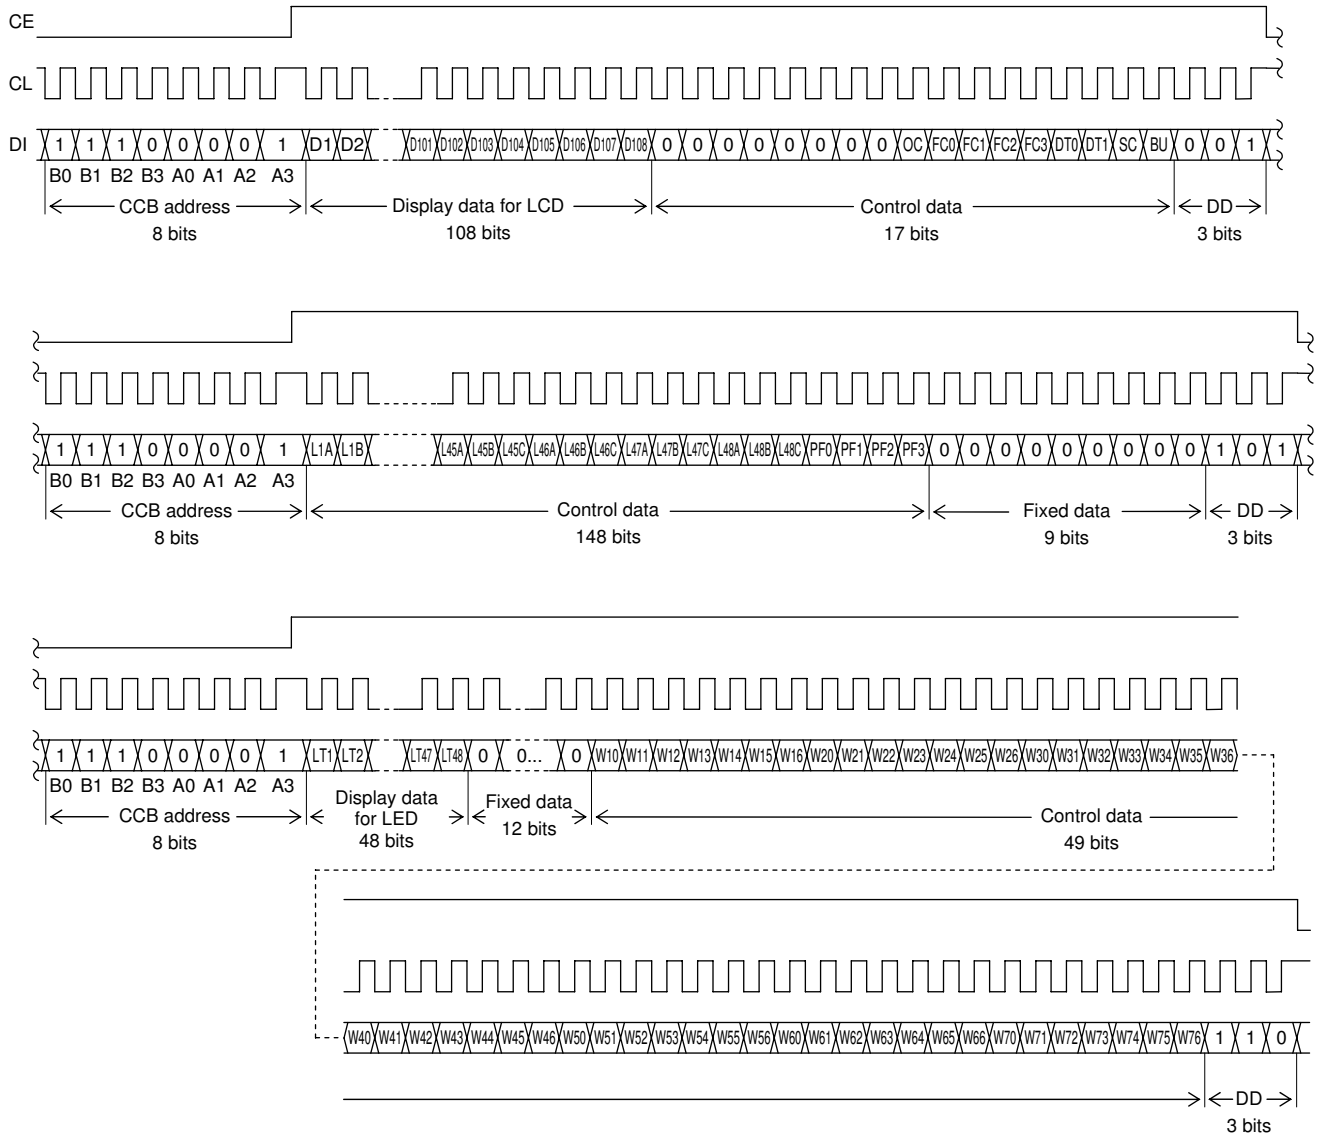 CE
CL
DI 1 1 1 0 0 0 0 1 D1 D2 D101 D102 D103 D104 D105 D106 D107 D108 0 0 0 0 0 0 0 0 OC FC0 FC1 FC2 FC3 DT0 DT1 SC BU 0 0 1
B0 B1 B2 B3 A0 A1 A2 A3
CCB address Display data for LCD Control data DD
8 bits 108 bits 17 bits 3 bits
1 1 1 0 0 0 0 1 L1A L1B L45A L45B L45C L46A L46B L46C L47A L47B L47C L48A L48B L48C PF0 PF1 PF2 PF3 0 0 0 0 0 0 0 0 0 1 0 1
B0 B1 B2 B3 A0 A1 A2 A3
CCB address Control data Fixed data DD
8 bits 148 bits 9 bits 3 bits
1 1 1 0 0 0 0 1 LT1 LT2 LT47 LT48 0 0... 0 W10 W11 W12 W13 W14 W15 W16 W20 W21 W22 W23 W24 W25 W26 W30 W31 W32 W33 W34 W35 W36
B0 B1 B2 B3 A0 A1 A2 A3
CCB address Display data for LED Fixed data Control data
8 bits 48 bits 12 bits 49 bits
W40 W41 W42 W43 W44 W45 W46 W50 W51 W52 W53 W54 W55 W56 W60 W61 W62 W63 W64 W65 W66 W70 W71 W72 W73 W74 W75 W76 1 1 0
DD
3 bits